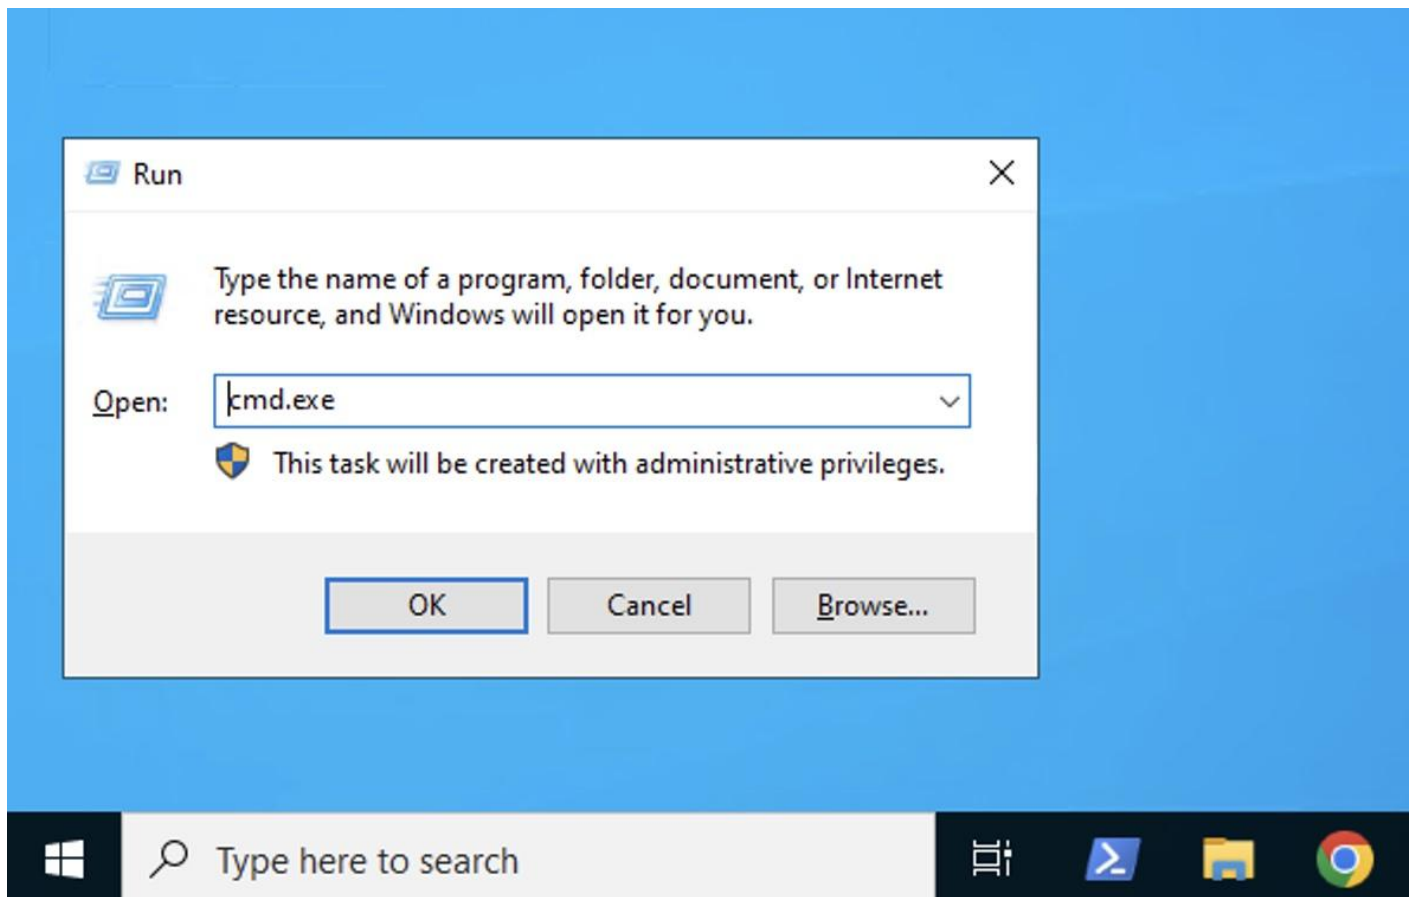 Run
Type the name of a program, folder, document, or Internet
resource, and Windows will open it for you.
Open:
cmd.exe
This task will be created with administrative privileges.
OK
Cancel
Browse...
Type here to search